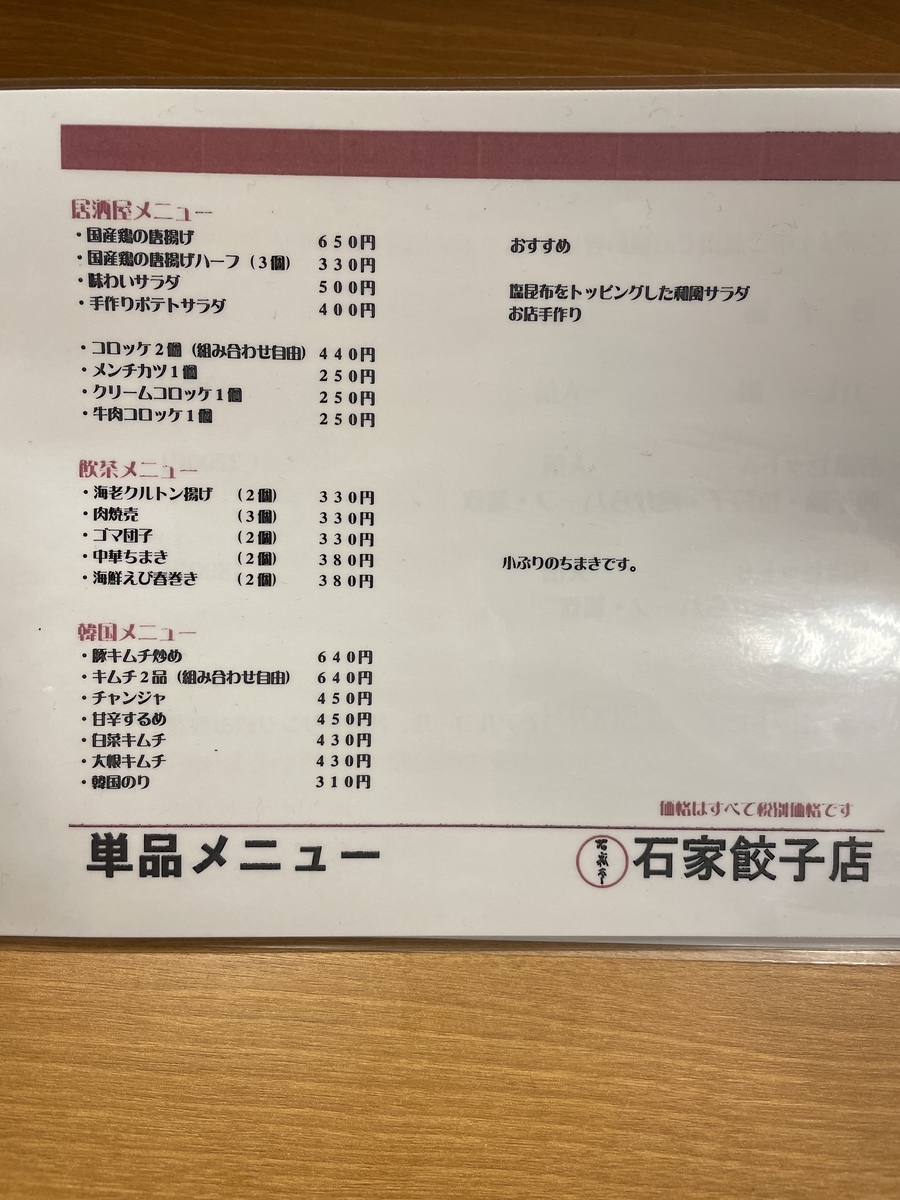 居酒屋メニュー
・国産鶏の唐揚げ 650円 おすすめ
・国産鶏の唐揚げハーフ(3個) 330円
・味わいサラダ 500円 塩昆布をトッピングした和風サラダ
・手作りポテトサラダ 400円 お店手作り
・コロッケ2個(組み合わせ自由) 440円
・メンチカツ1個 250円
・クリームコロッケ1個 250円
・牛肉コロッケ1個 250円
飲茶メニュー
・海老クルトン揚げ (2個) 330円
・肉焼売 (3個) 330円
・ゴマ団子 (2個) 330円
・中華ちまき (2個) 380円 小ぶりのちまきです。
・海鮮えび春巻き (2個) 380円
韓国メニュー
・豚キムチ炒め 640円
・キムチ2品(組み合わせ自由) 640円
・チャンジャ 450円
・甘辛するめ 450円
・白菜キムチ 430円
・大根キムチ 430円
・韓国のり 310円
価格はすべて税別価格です
単品メニュー 石家餃子店